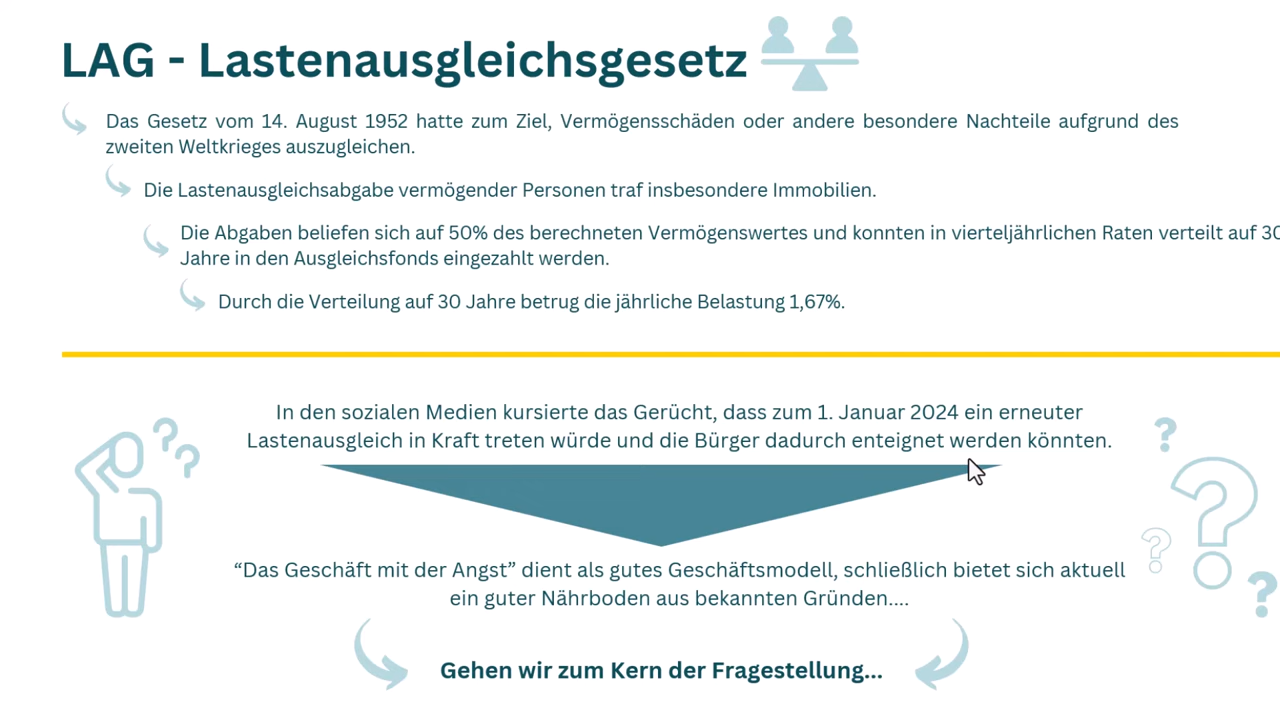 LAG - Lastenausgleichsgesetz
Das Gesetz vom 14. August 1952 hatte zum Ziel, Vermögensschäden oder andere besondere Nachteile aufgrund des
zweiten Weltkrieges auszugleichen.
Die Lastenausgleichsabgabe vermögender Personen traf insbesondere Immobilien.
Die Abgaben beliefen sich auf 50% des berechneten Vermögenswertes und konnten in vierteljährlichen Raten verteilt auf 30
Jahre in den Ausgleichsfonds eingezahlt werden.
Durch die Verteilung auf 30 Jahre betrug die jährliche Belastung 1,67%.
In den sozialen Medien kursierte das Gerücht, dass zum 1. Januar 2024 ein erneuter
Lastenausgleich in Kraft treten würde und die Bürger dadurch enteignet werden könnten.
“Das Geschäft mit der Angst” dient als gutes Geschäftsmodell, schließlich bietet sich aktuell
ein guter Nährboden aus bekannten Gründen....
Gehen wir zum Kern der Fragestellung...